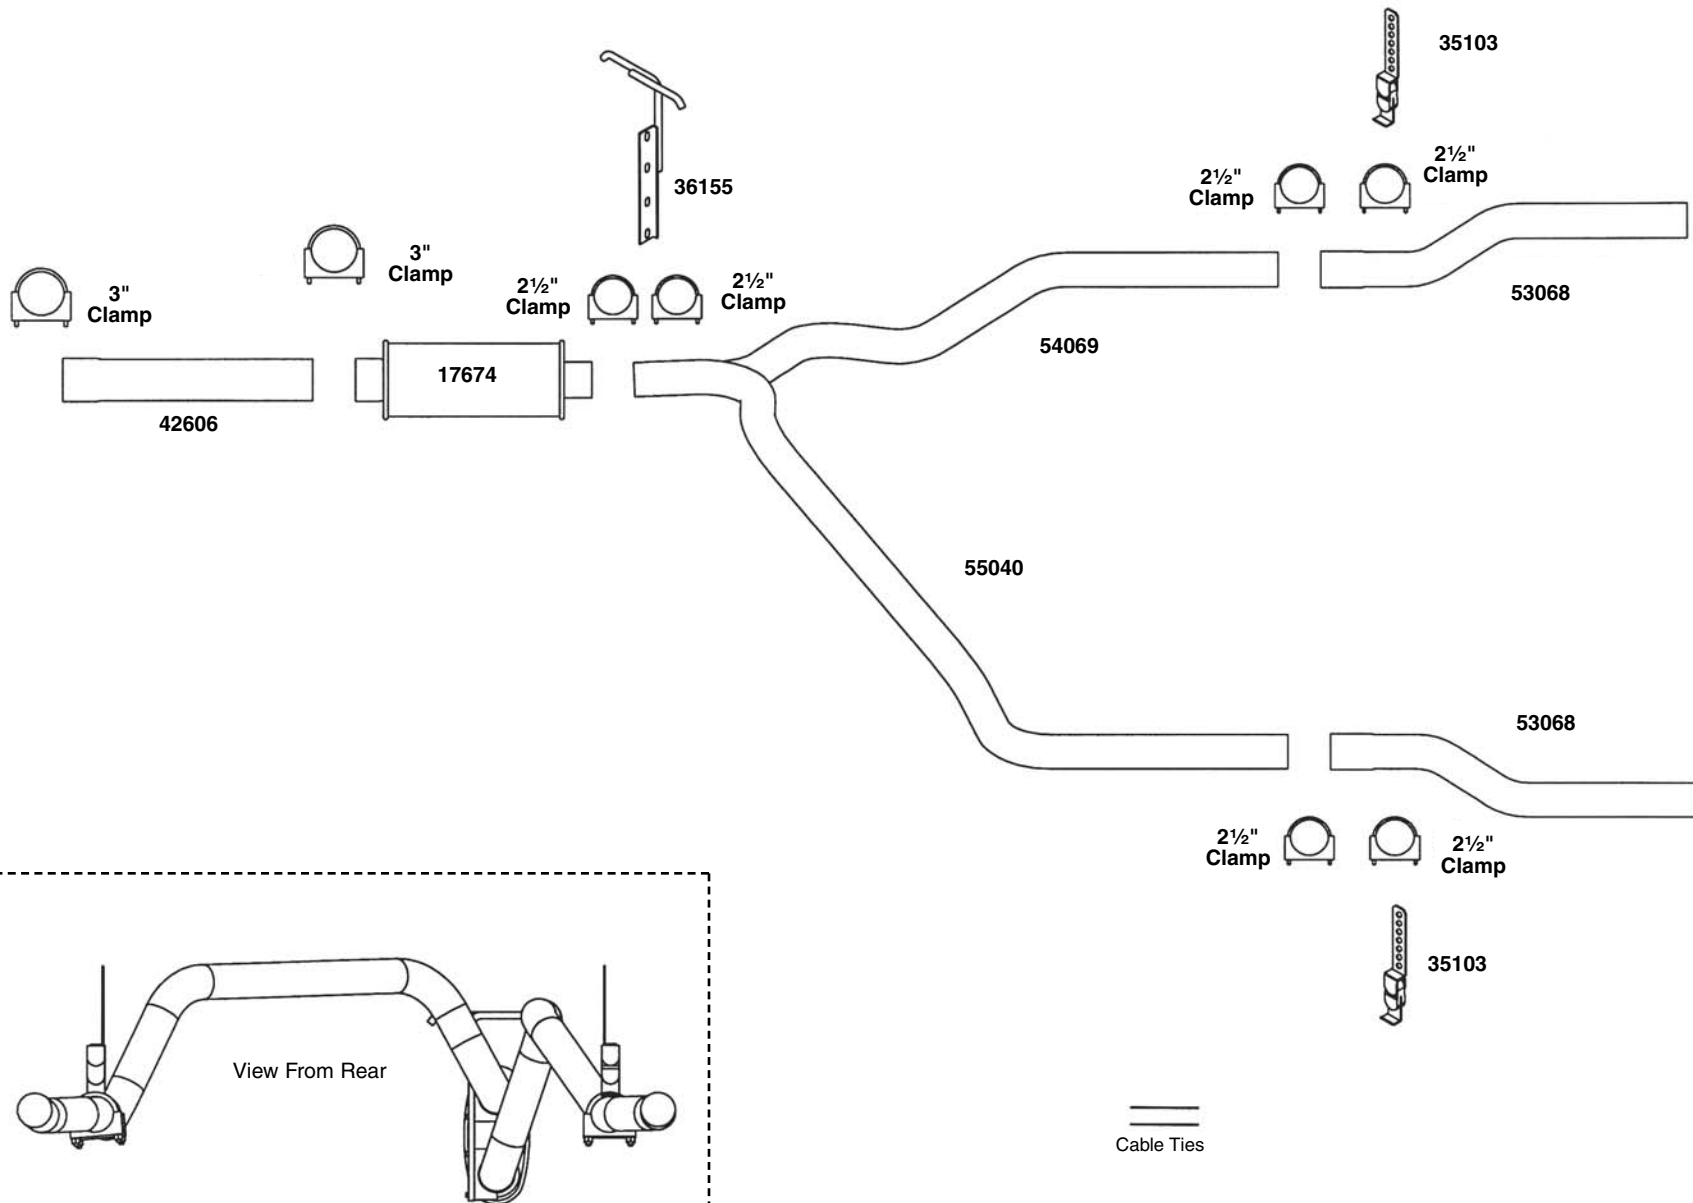 35103
2½"
Clamp
2½"
Clamp
36155
3"
Clamp
3"
Clamp
2½"
Clamp
2½"
Clamp
53068
54069
17674
42606
55040
53068
2½"
Clamp
2½"
Clamp
35103
View From Rear
Cable Ties